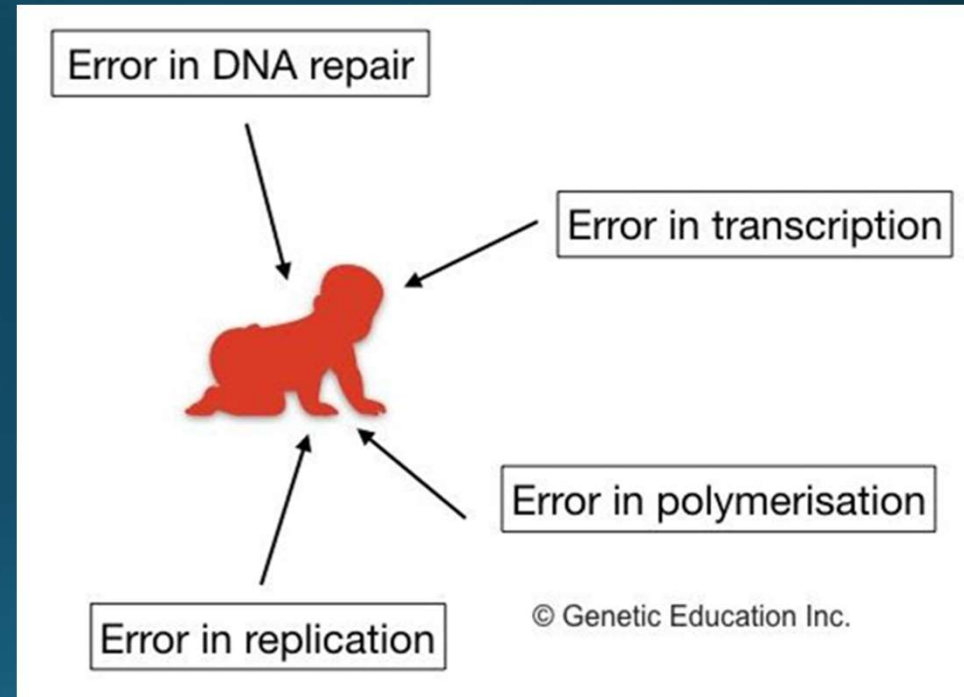 Error in DNA repair
Error in transcription
Error in polymerisation
Error in replication
© Genetic Education Inc.